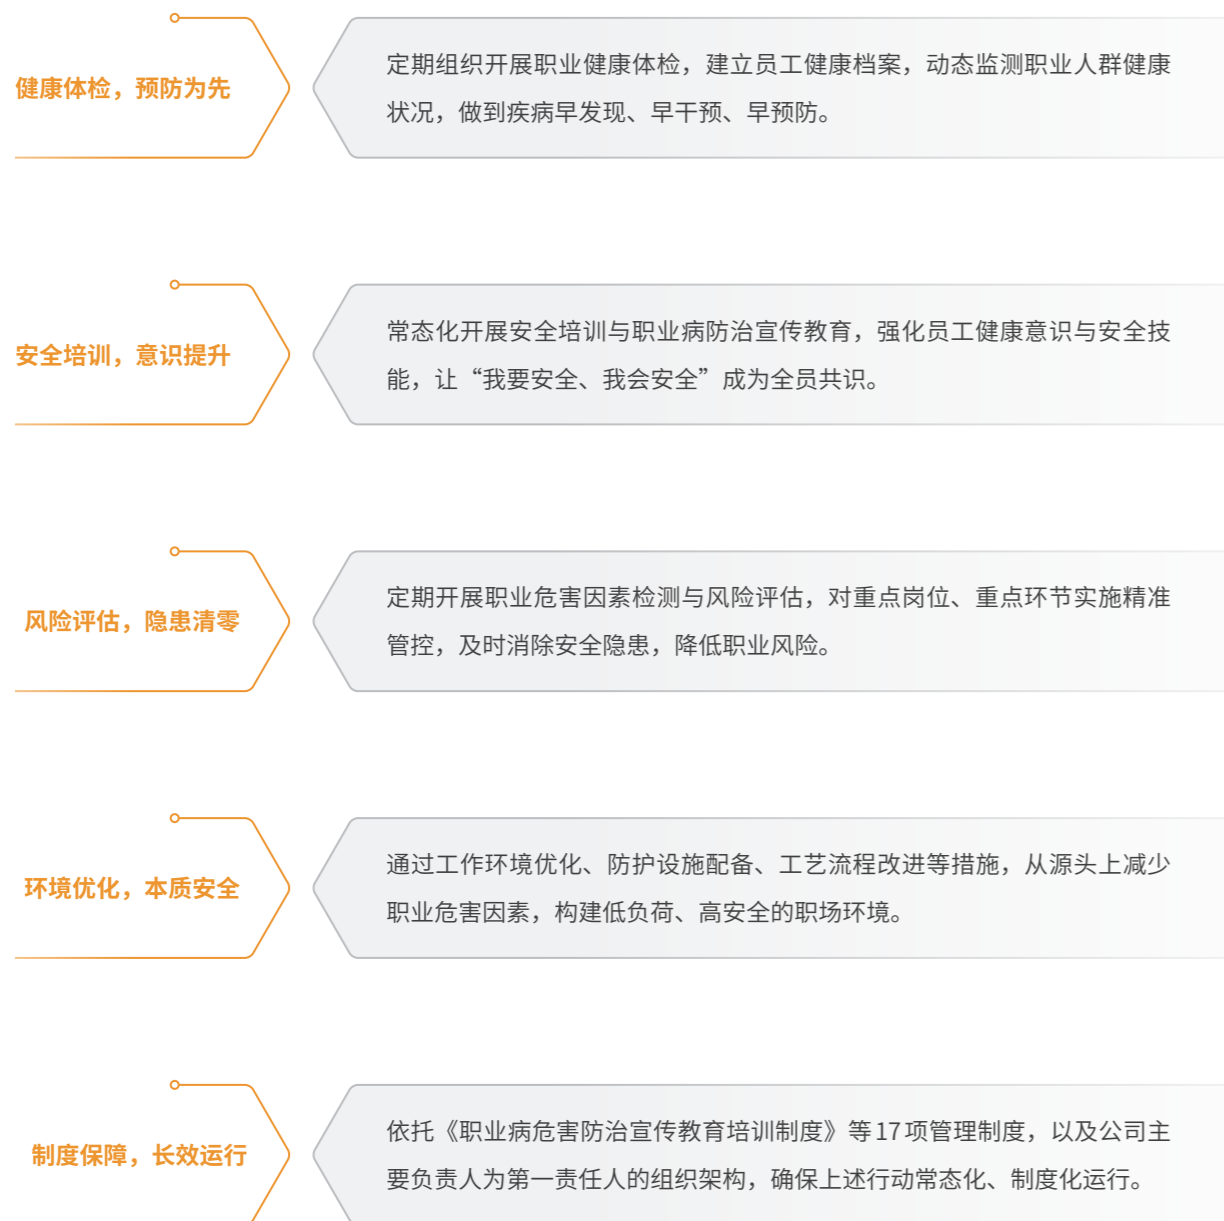 健康体检，预防为先
定期组织开展职业健康体检，建立员工健康档案，动态监测职业人群健康
状况，做到疾病早发现、早干预、早预防。
安全培训，意识提升
常态化开展安全培训与职业病防治宣传教育，强化员工健康意识与安全技
能，让“我要安全、我会安全”成为全员共识。
风险评估，隐患清零
定期开展职业危害因素检测与风险评估，对重点岗位、重点环节实施精准
管控，及时消除安全隐患，降低职业风险。
环境优化，本质安全
通过工作环境优化、防护设施配备、工艺流程改进等措施，从源头上减少
职业危害因素，构建低负荷、高安全的职场环境。
制度保障，长效运行
依托《职业病危害防治宣传教育培训制度》等17项管理制度，以及公司主
要负责人为第一责任人的组织架构，确保上述行动常态化、制度化运行。